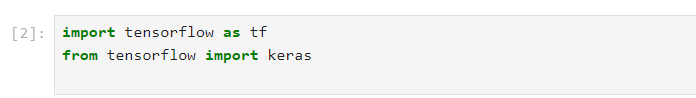 [2]: import tensorflow as tf
from tensorflow import keras